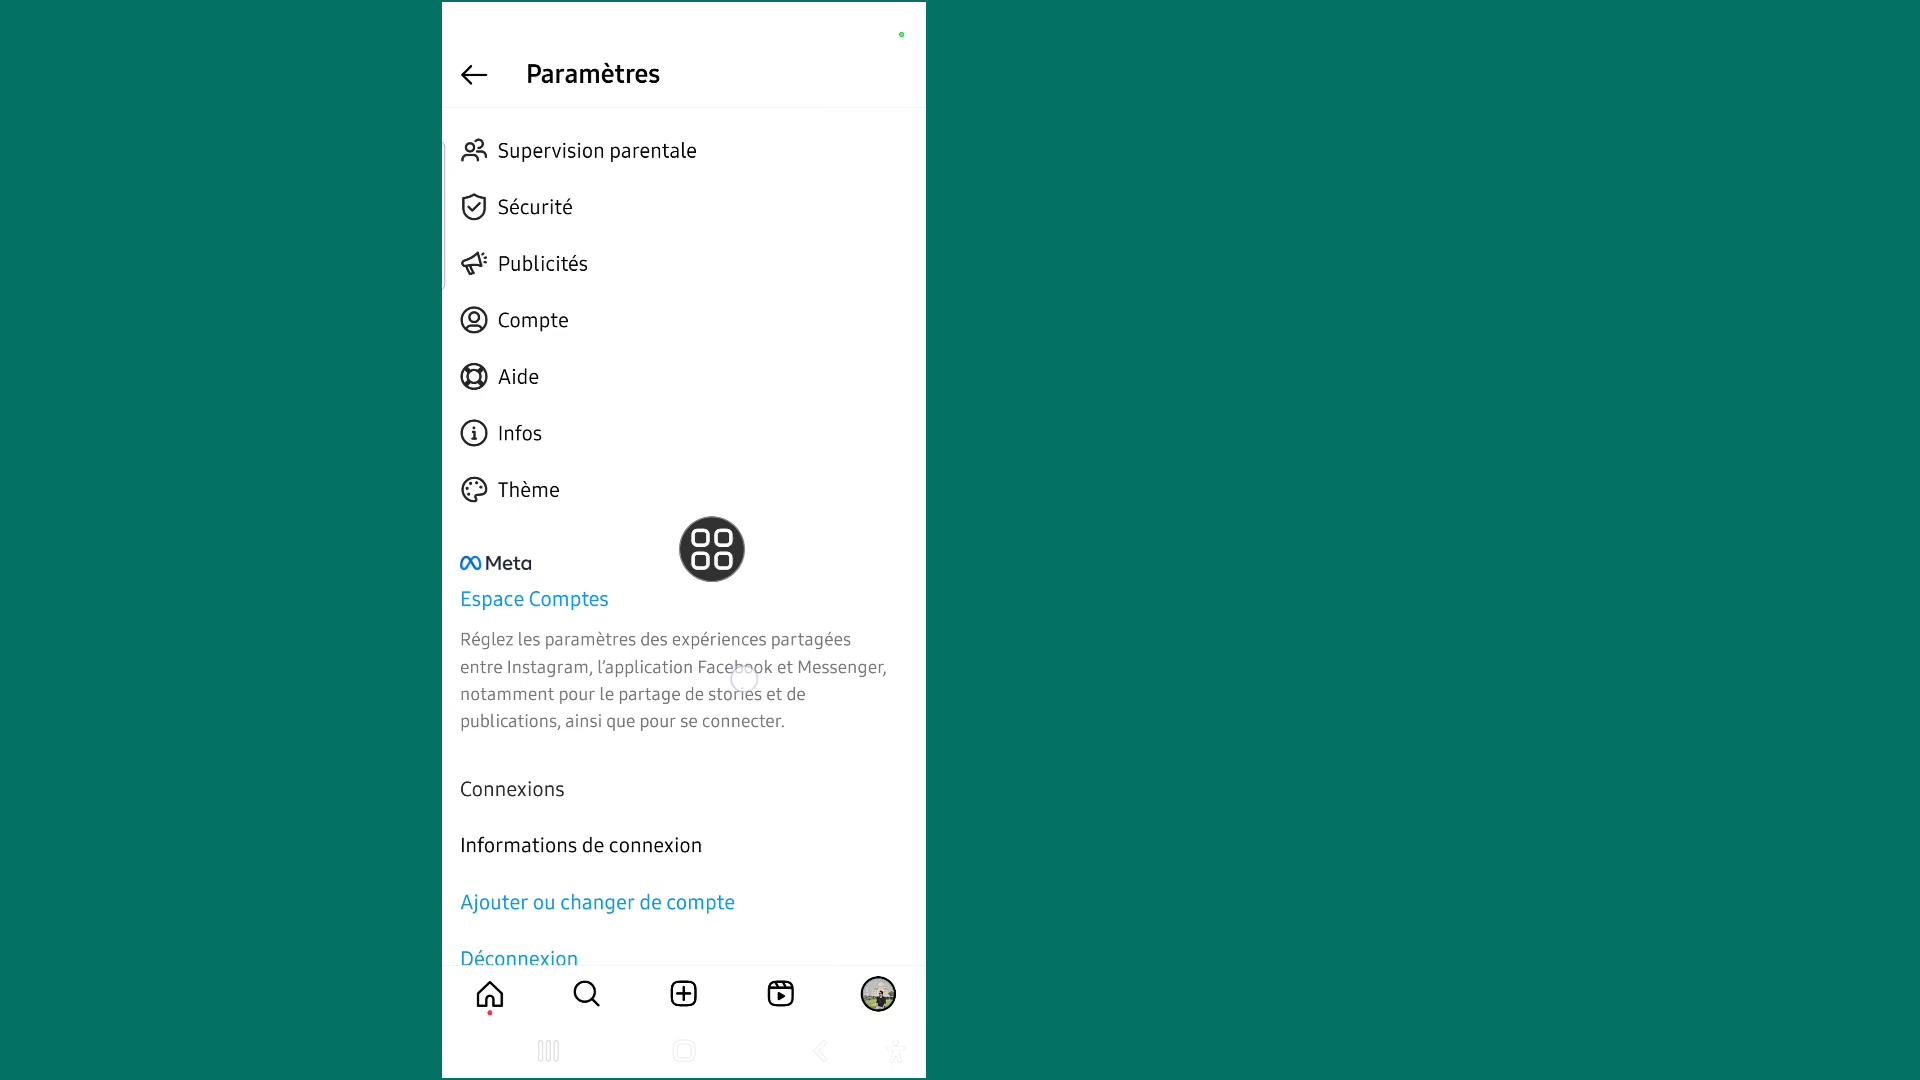 Paramètres
Supervision parentale
Sécurité
Publicités
Compte
Aide
Infos
Thème
Meta
Espace Comptes
Réglez les paramètres des expériences partagées
entre Instagram, l'application Facebook et Messenger,
notamment pour le partage de stories et de
publications, ainsi que pour se connecter.
Connexions
Informations de connexion
Ajouter ou changer de compte
Déconnexion